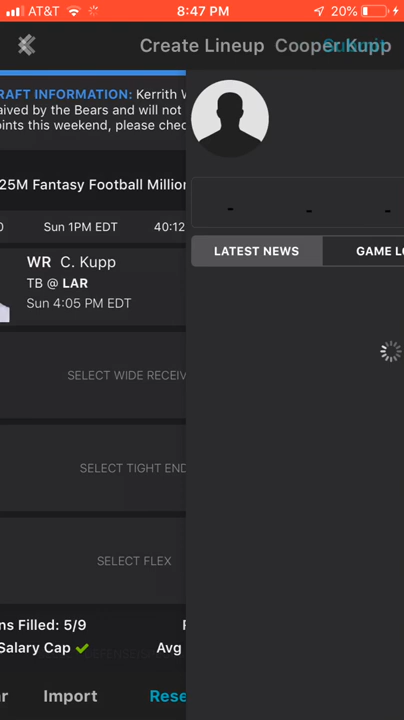 AT&T 8:47 PM 20%
Create Lineup Cooper Kupp Submit
RAFT INFORMATION: Kerrith W
aived by the Bears and will not
oints this weekend, please chec
25M Fantasy Football Million
0 Sun 1PM EDT 40:12
WR C. Kupp
TB @ LAR
Sun 4:05 PM EDT
- - -
LATEST NEWS GAME LO
SELECT WIDE RECEIV
SELECT TIGHT END
SELECT FLEX
ns Filled: 5/9
Salary Cap Avg
ar Import Rese